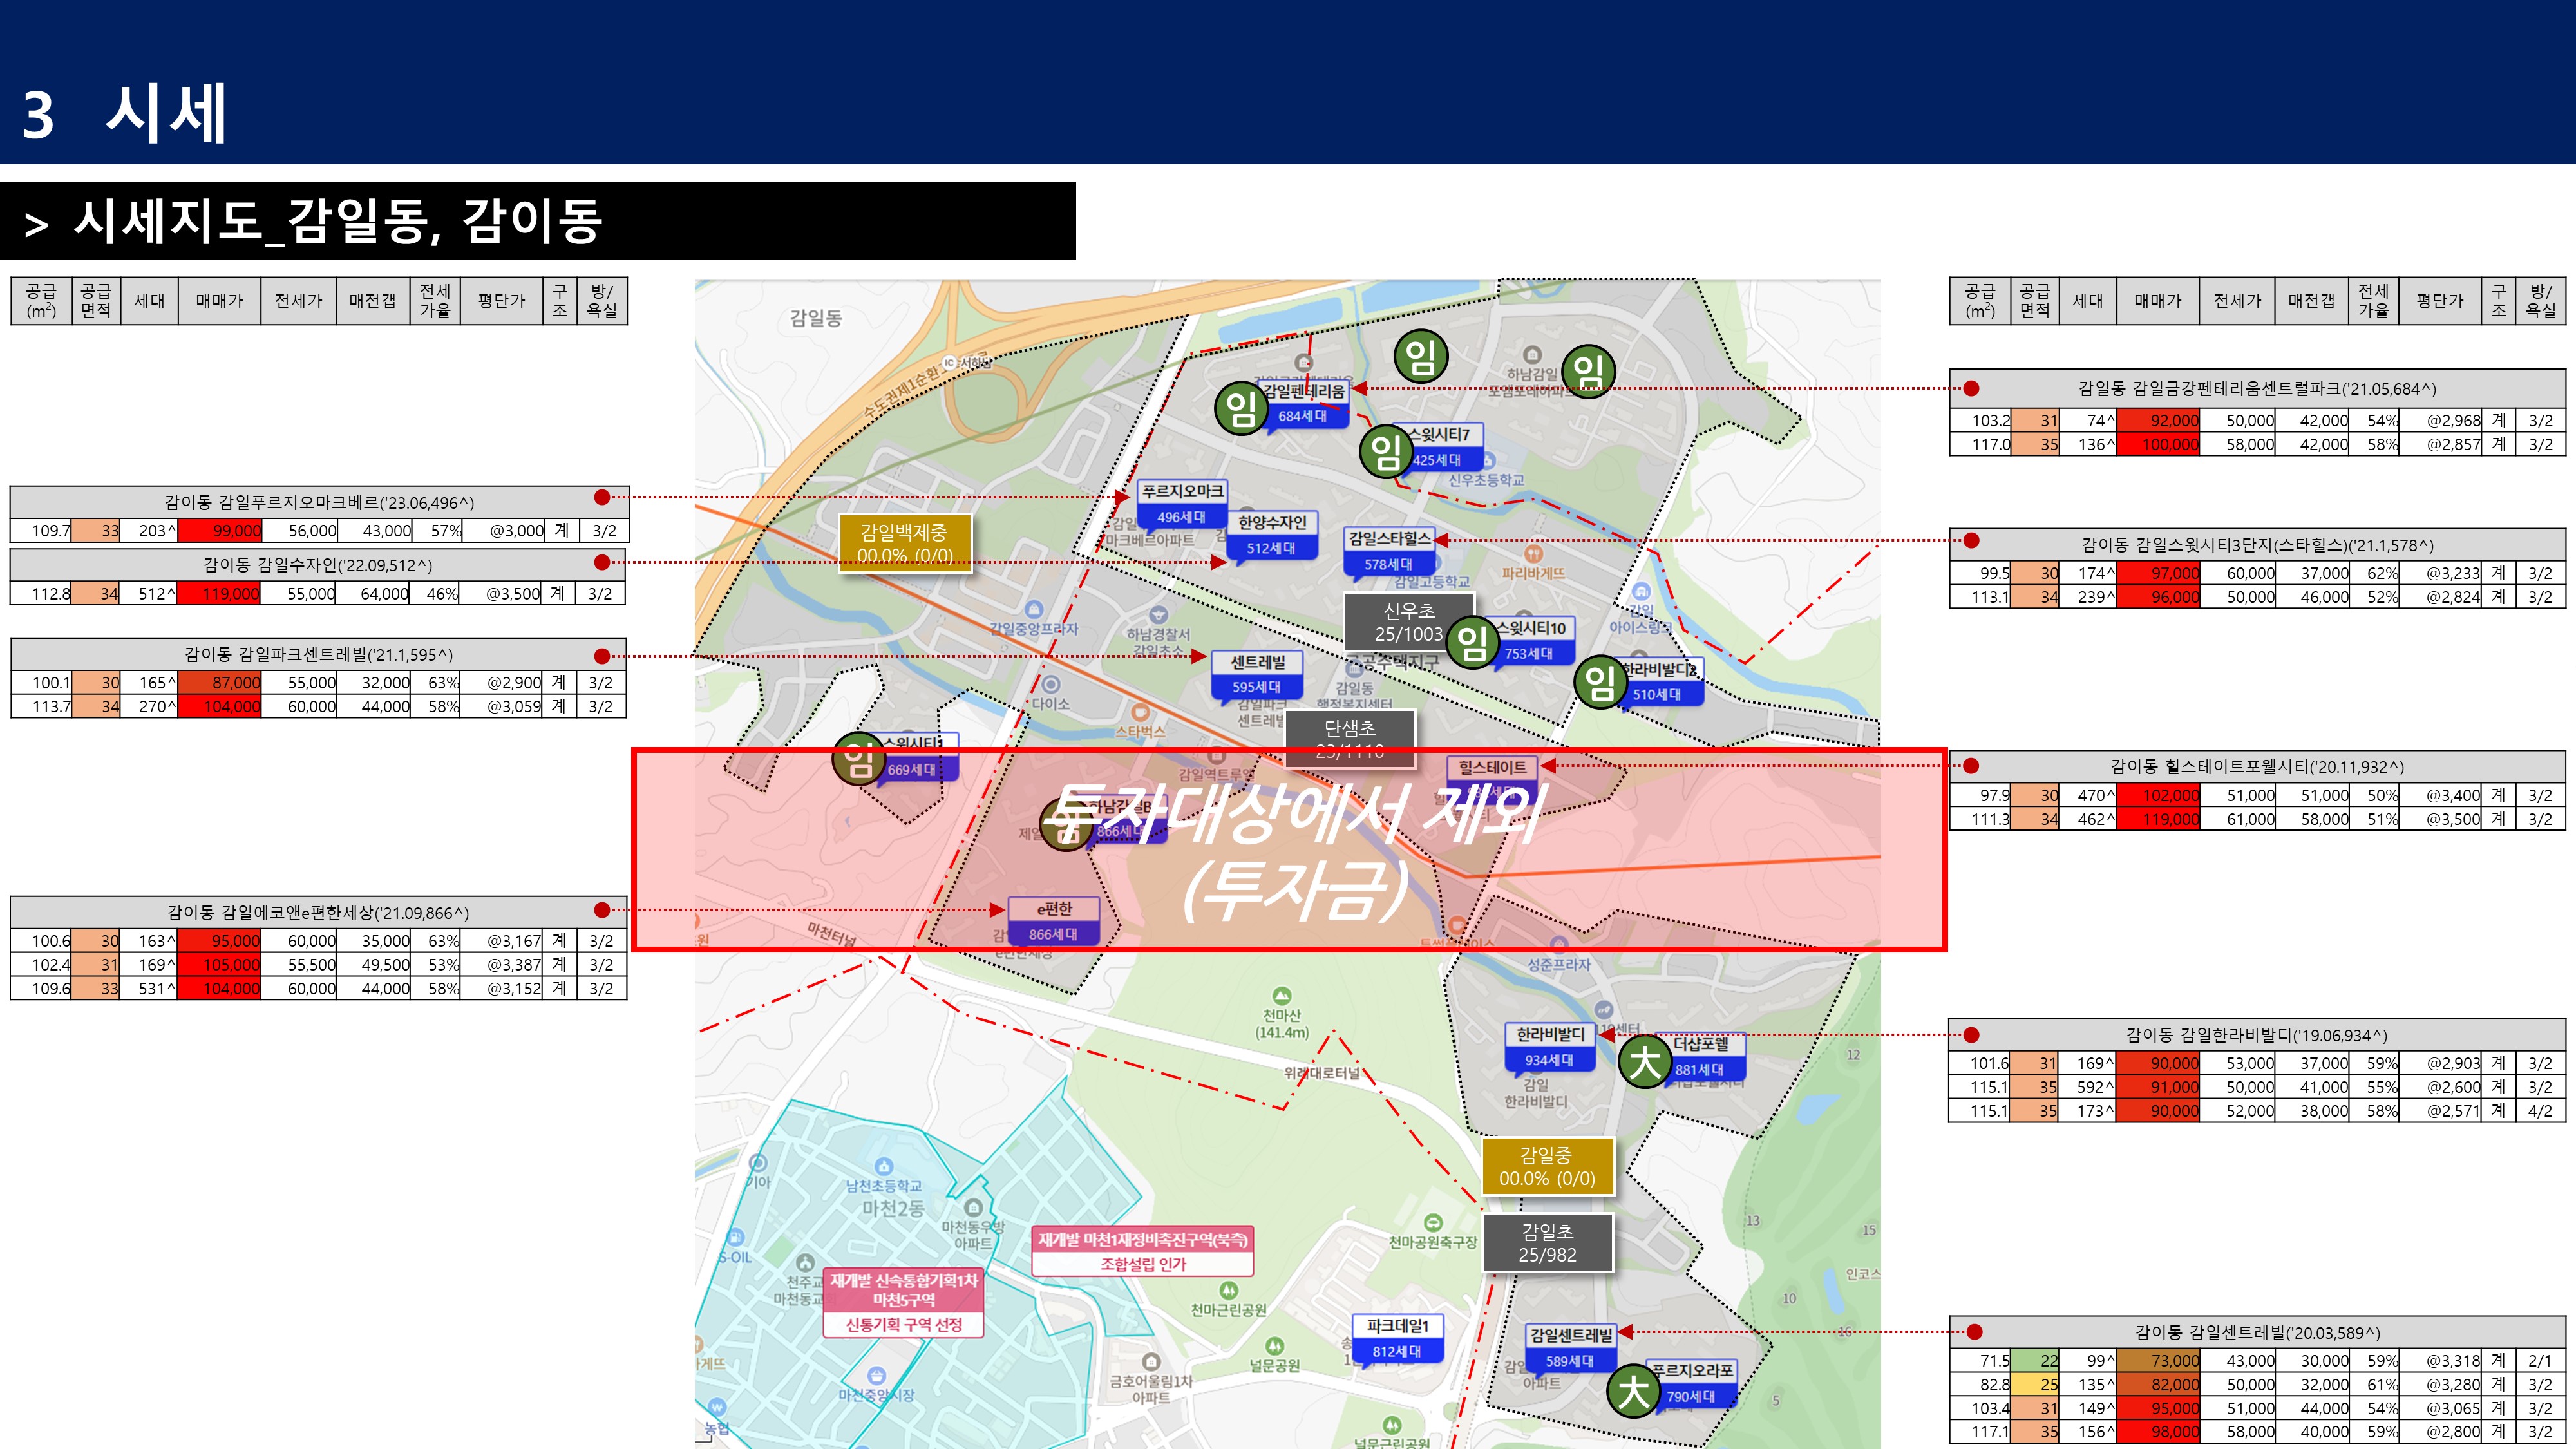 3 시세
> 시세지도_감일동, 감이동
공급(m²) 공급면적 세대 매매가 전세가 매전갭 전세가율 평단가 구조 방/욕실
감이동 감일푸르지오마크베르('23.06,496^)
109.7 33 203^ 99,000 56,000 43,000 57% @3,000 계 3/2
감이동 감일수자인('22.09,512^)
112.8 34 512^ 119,000 55,000 64,000 46% @3,500 계 3/2
감이동 감일파크센트레빌('21.1,595^)
100.1 30 165^ 87,000 55,000 32,000 63% @2,900 계 3/2
113.7 34 270^ 104,000 60,000 44,000 58% @3,059 계 3/2
감이동 감일에코앤e편한세상('21.09,866^)
100.6 30 163^ 95,000 60,000 35,000 63% @3,167 계 3/2
102.4 31 169^ 105,000 55,500 49,500 53% @3,387 계 3/2
109.6 33 531^ 104,000 60,000 44,000 58% @3,152 계 3/2
감일동
IC
수도권제1순환
임
임
임
하남감일
감일펜테리움
684세대
임
스윗시티7
425세대
신우초등학교
푸르지오마크
496세대
마크베르아파트
한양수자인
512세대
감일스타힐스
578세대
감일고등학교
파리바게뜨
감일백제중
00.0% (0/0)
감일중앙프라자
하남경찰서
감일초소
신우초
25/1003
임
스윗시티10
753세대
감일
아이스링크
임
510세대
센트레빌
595세대
감일파크
센트레빌
감일동
행정복지센터
다이소
스타벅스
단샘초
임
669세대
감일역트루엘
힐스테이트
866세대
투자대상에서 제외
(투자금)
e편한
866세대
마천터널
성준프라자
천마산
(141.4m)
위례대로터널
한라비발디
934세대
감일
한라비발디
大
더샵포웰
881세대
12
감일중
00.0% (0/0)
감일초
25/982
기아
남천초등학교
마천2동
마천동우방
아파트
S-OIL
천주교
재개발 마천1재정비촉진구역(북측)
조합설립 인가
재개발 신속통합기획1차
마천5구역
신통기획 구역 선정
천마공원축구장
천마근린공원
13
15
인코스
10
5
파크데일1
812세대
널문공원
금호어울림1차
아파트
마천중앙시장
농협
널문근린공원
감일센트레빌
589세대
아파트
大
푸르지오라포
790세대
공급(m²) 공급면적 세대 매매가 전세가 매전갭 전세가율 평단가 구조 방/욕실
감일동 감일금강펜테리움센트럴파크('21.05,684^)
103.2 31 74^ 92,000 50,000 42,000 54% @2,968 계 3/2
117.0 35 136^ 100,000 58,000 42,000 58% @2,857 계 3/2
감이동 감일스윗시티3단지(스타힐스)('21.1,578^)
99.5 30 174^ 97,000 60,000 37,000 62% @3,233 계 3/2
113.1 34 239^ 96,000 50,000 46,000 52% @2,824 계 3/2
감이동 힐스테이트포웰시티('20.11,932^)
97.9 30 470^ 102,000 51,000 51,000 50% @3,400 계 3/2
111.3 34 462^ 119,000 61,000 58,000 51% @3,500 계 3/2
감이동 감일한라비발디('19.06,934^)
101.6 31 169^ 90,000 53,000 37,000 59% @2,903 계 3/2
115.1 35 592^ 91,000 50,000 41,000 55% @2,600 계 3/2
115.1 35 173^ 90,000 52,000 38,000 58% @2,571 계 4/2
감이동 감일센트레빌('20.03,589^)
71.5 22 99^ 73,000 43,000 30,000 59% @3,318 계 2/1
82.8 25 135^ 82,000 50,000 32,000 61% @3,280 계 3/2
103.4 31 149^ 95,000 51,000 44,000 54% @3,065 계 3/2
117.1 35 156^ 98,000 58,000 40,000 59% @2,800 계 3/2